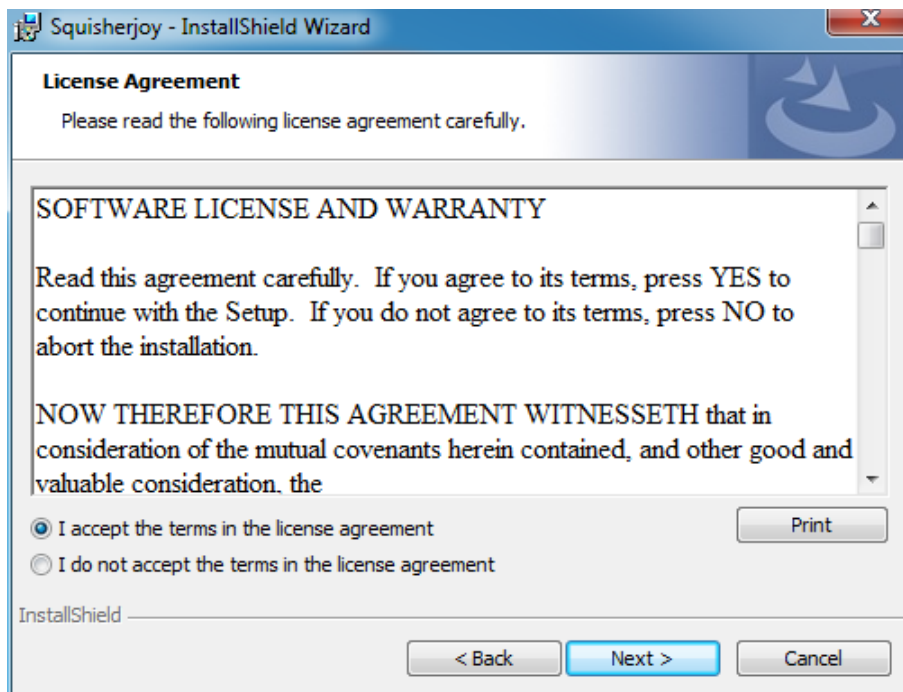 Squisherjoy - InstallShield Wizard
License Agreement
Please read the following license agreement carefully.
SOFTWARE LICENSE AND WARRANTY
Read this agreement carefully.  If you agree to its terms, press YES to
continue with the Setup.  If you do not agree to its terms, press NO to
abort the installation.
NOW THEREFORE THIS AGREEMENT WITNESSETH that in
consideration of the mutual covenants herein contained, and other good and
valuable consideration, the
I accept the terms in the license agreement
Print
I do not accept the terms in the license agreement
InstallShield
< Back
Next >
Cancel